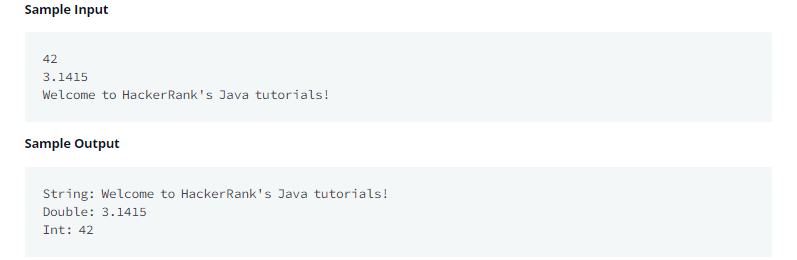 Sample Input
42
3.1415
Welcome to HackerRank's Java tutorials!
Sample Output
String: Welcome to HackerRank's Java tutorials!
Double: 3.1415
Int: 42